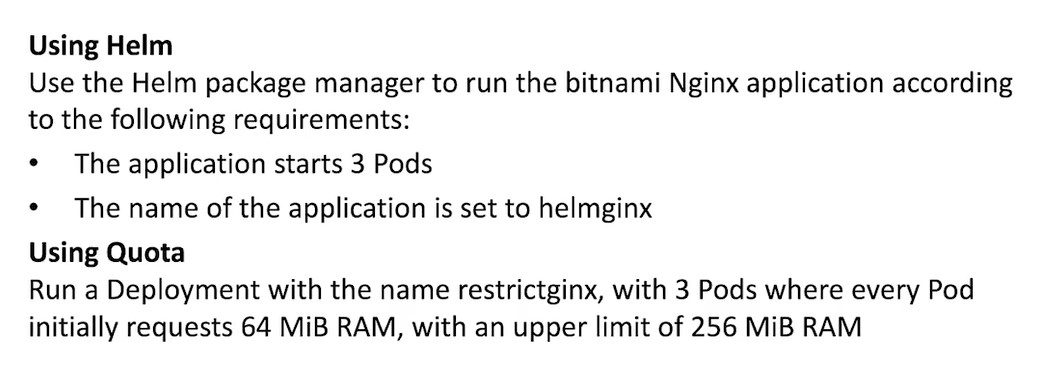 Using Helm
Use the Helm package manager to run the bitnami Nginx application according
to the following requirements:
• The application starts 3 Pods
• The name of the application is set to helmginx
Using Quota
Run a Deployment with the name restrictginx, with 3 Pods where every Pod
initially requests 64 MiB RAM, with an upper limit of 256 MiB RAM